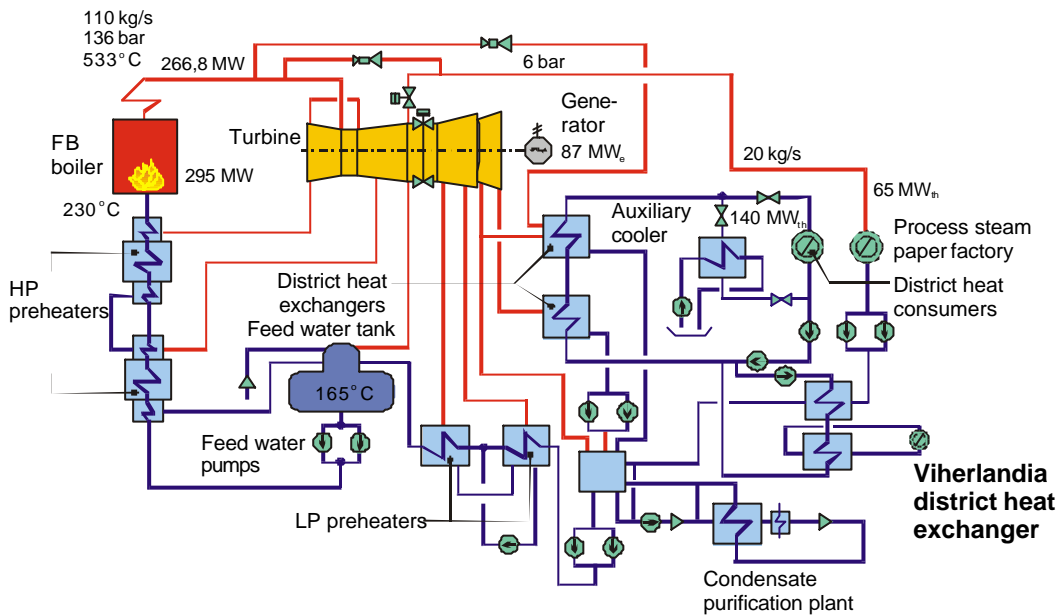 110 kg/s
136 bar
533°C
266,8 MW
6 bar
Gene-
rator
87 MWe
Turbine
FB
boiler
295 MW
20 kg/s
65 MWth
230°C
Auxiliary
cooler
140 MWth
Process steam
paper factory
District heat
exchangers
District heat
consumers
HP
preheaters
Feed water tank
165°C
Feed water
pumps
LP preheaters
Viherlandia
district heat
exchanger
Condensate
purification plant